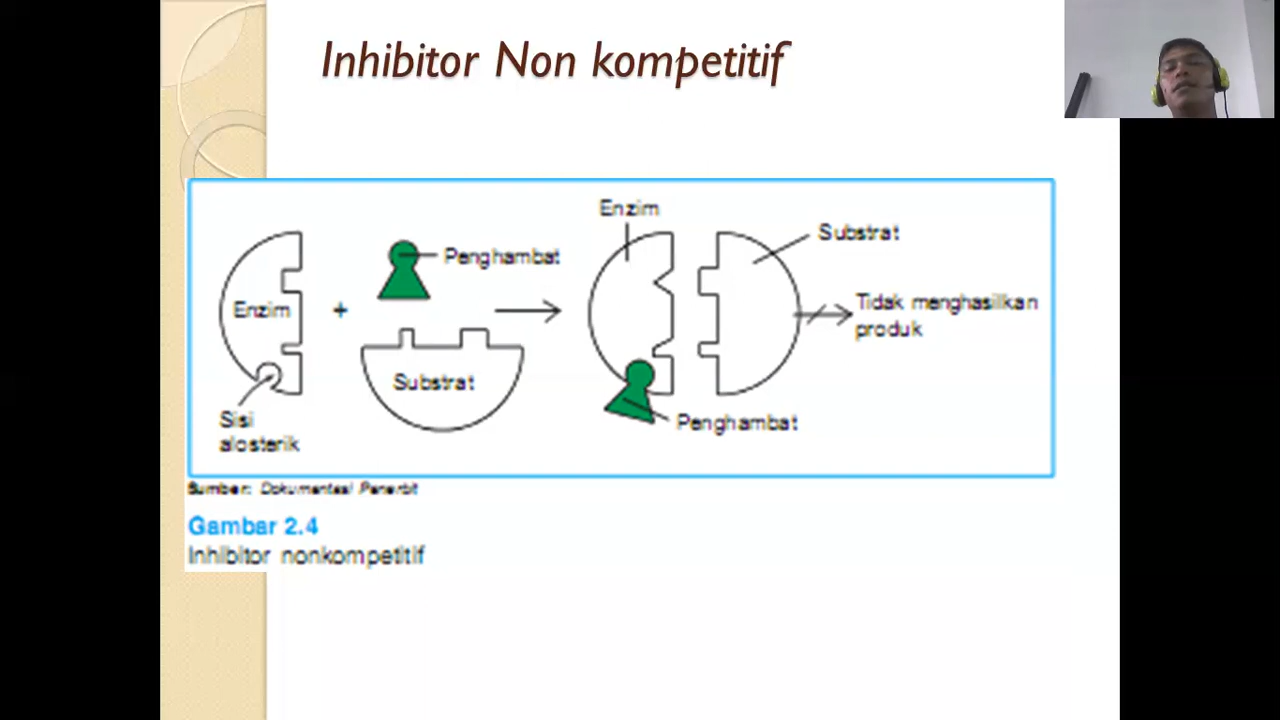 Inhibitor Non kompetitif
Enzim
Substrat
Penghambat
Enzim
+
Tidak menghasilkan
produk
Substrat
Sisi
alosterik
Penghambat
Sumber: Dokumentasi Penerbit
Gambar 2.4
Inhibitor nonkompetitif